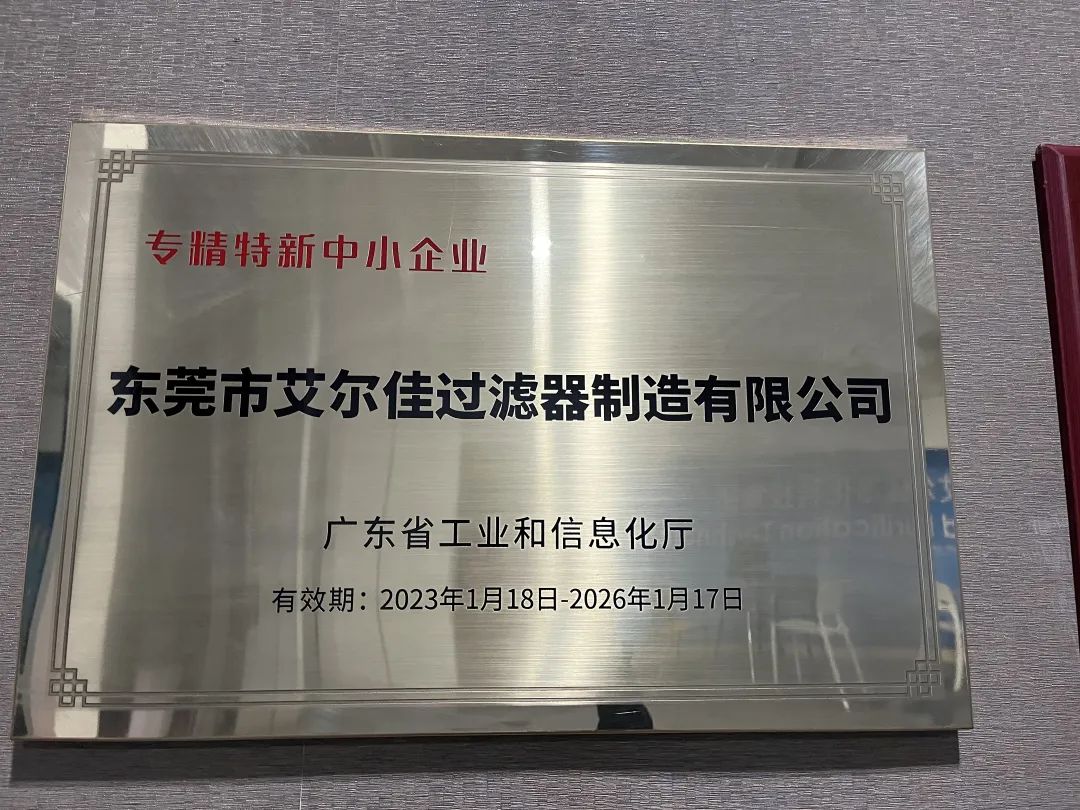 专精特新中小企业
东莞市艾尔佳过滤器制造有限公司
广东省工业和信息化厅
有效期：2023年1月18日-2026年1月17日